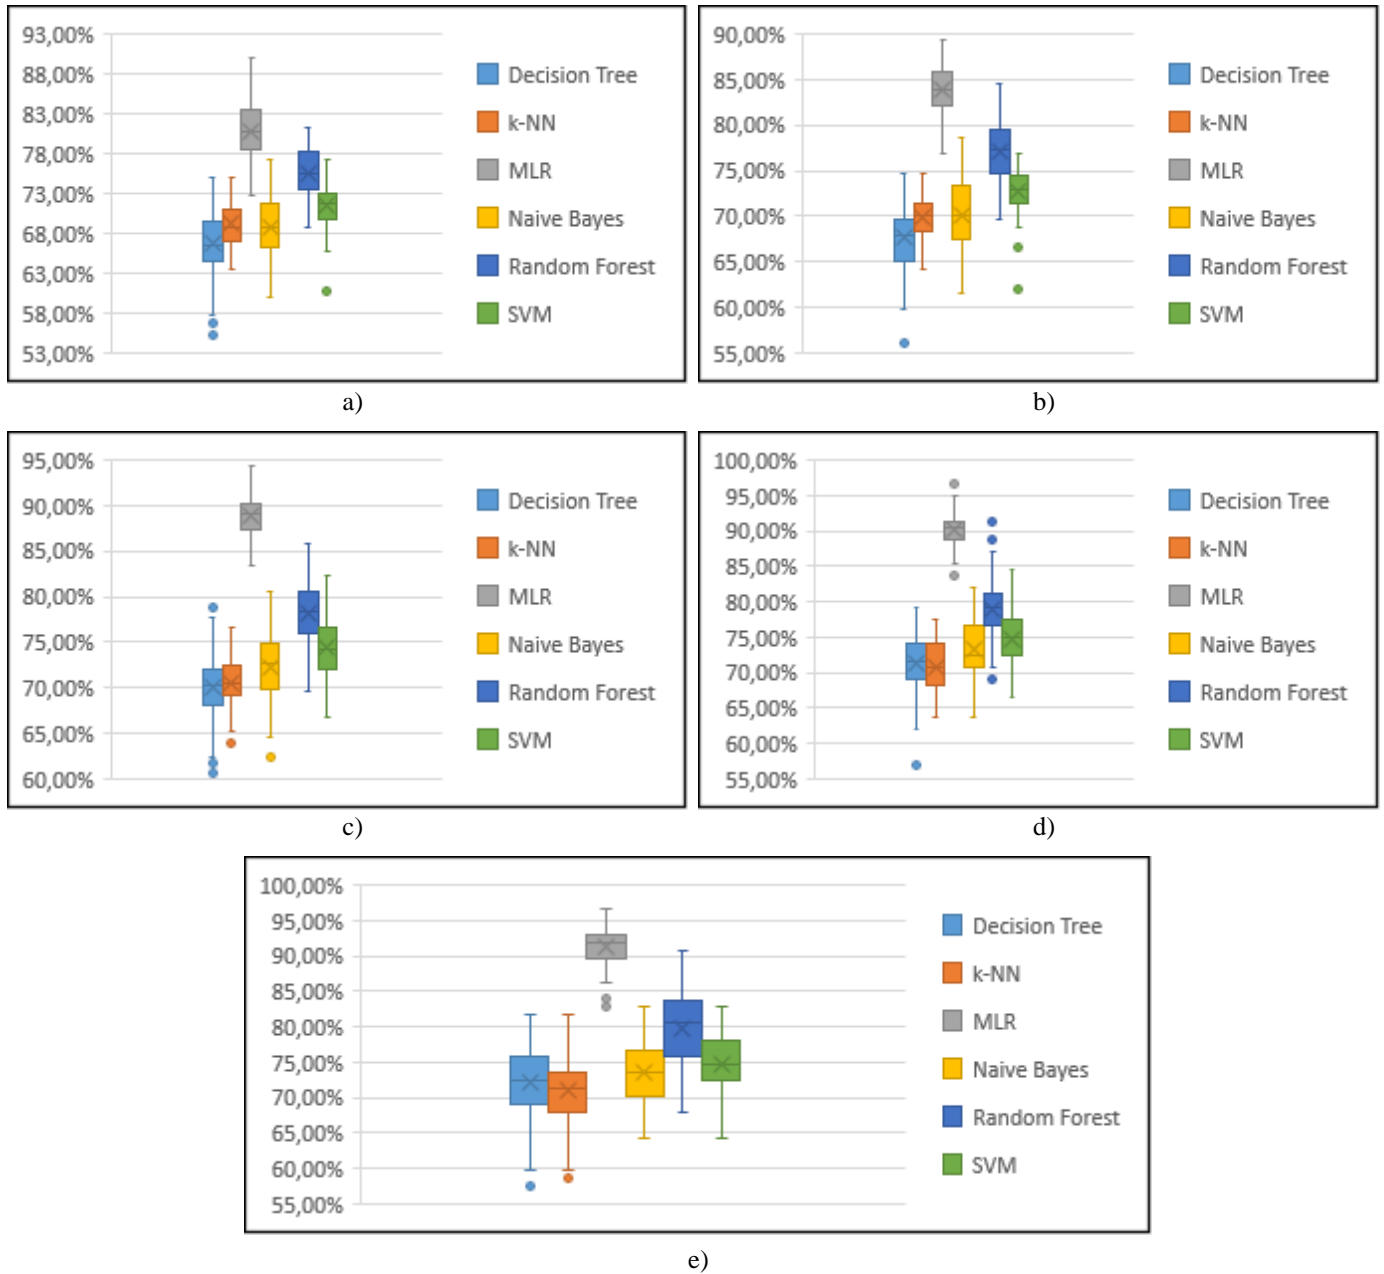 93,00%
88,00%
83,00%
78,00%
73,00%
68,00%
63,00%
58,00%
53,00%
Decision Tree
k-NN
MLR
Naive Bayes
Random Forest
SVM
a)
90,00%
85,00%
80,00%
75,00%
70,00%
65,00%
60,00%
55,00%
Decision Tree
k-NN
MLR
Naive Bayes
Random Forest
SVM
b)
95,00%
90,00%
85,00%
80,00%
75,00%
70,00%
65,00%
60,00%
Decision Tree
k-NN
MLR
Naive Bayes
Random Forest
SVM
c)
100,00%
95,00%
90,00%
85,00%
80,00%
75,00%
70,00%
65,00%
60,00%
55,00%
Decision Tree
k-NN
MLR
Naive Bayes
Random Forest
SVM
d)
100,00%
95,00%
90,00%
85,00%
80,00%
75,00%
70,00%
65,00%
60,00%
55,00%
Decision Tree
k-NN
MLR
Naive Bayes
Random Forest
SVM
e)